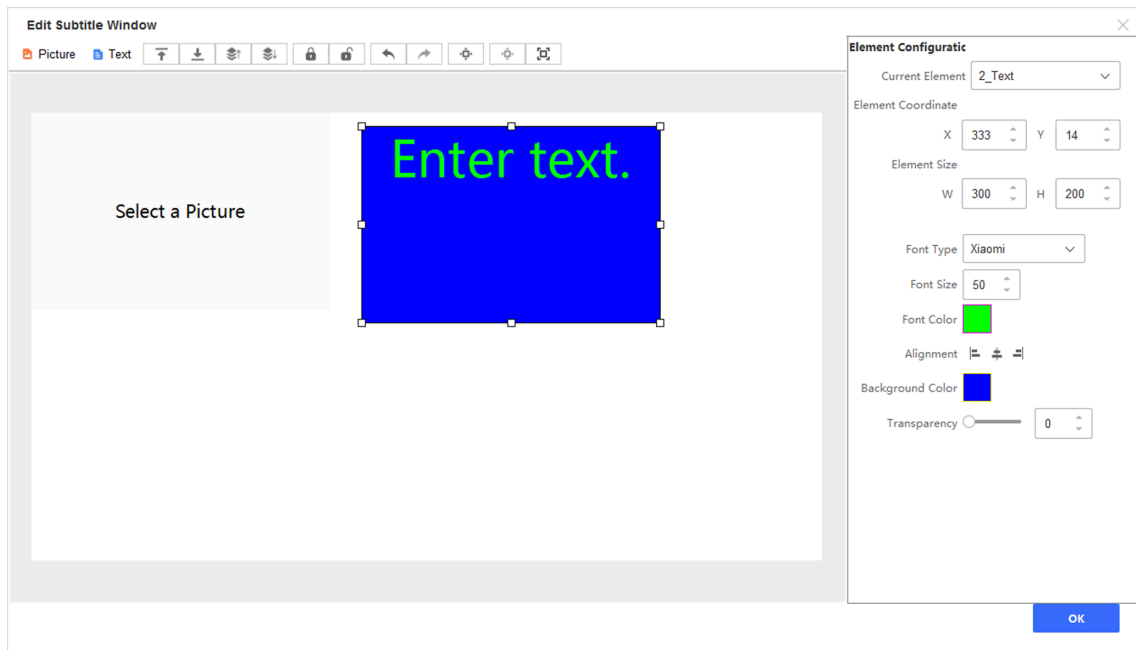 Edit Subtitle Window
Picture Text
Select a Picture
Enter text.
Element Configuratic
Current Element 2_Text
Element Coordinate
X 333 Y 14
Element Size
W 300 H 200
Font Type Xiaomi
Font Size 50
Font Color
Alignment
Background Color
Transparency 0
OK